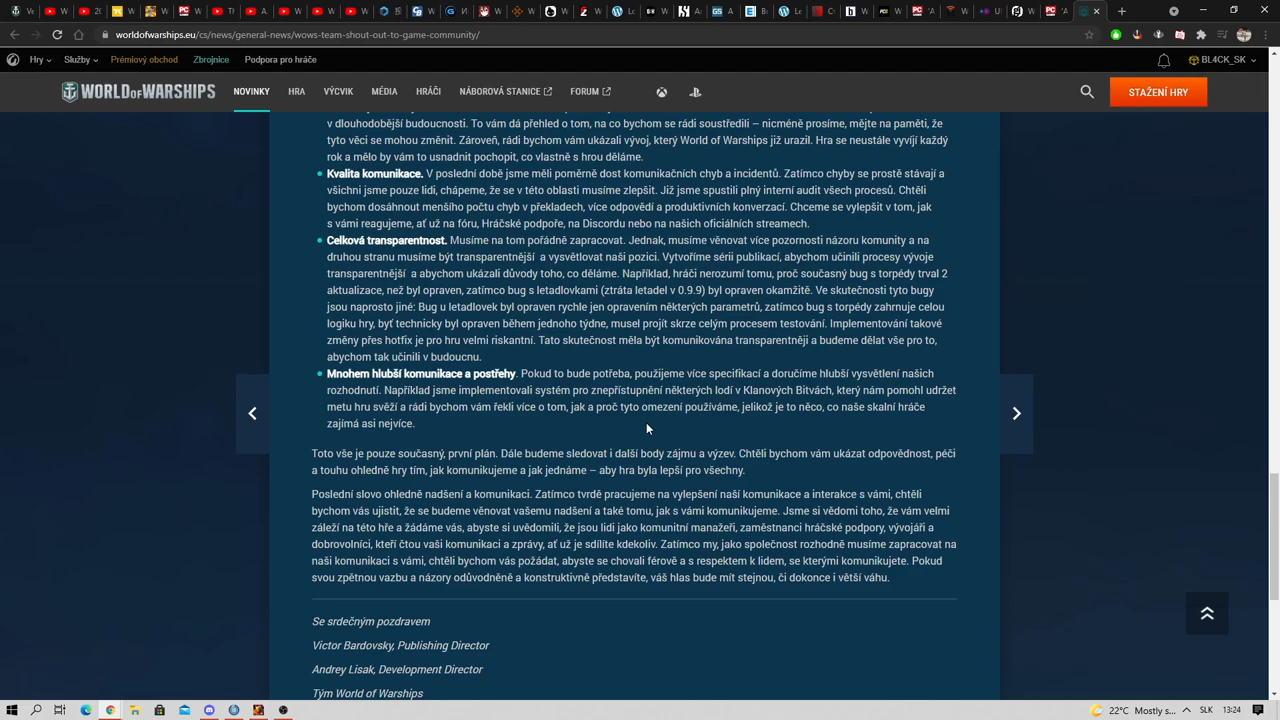 worldofwarships.eu/cs/news/general-news/wows-team-shout-out-to-game-community/
Hry Služby Prémiový obchod Zbrojnice Podpora pro hráče BL4CK_SK
WORLD OF WARSHIPS NOVINKY HRA VÝCVIK MÉDIA HRÁČI NÁBOROVÁ STANICE FORUM STAŽENÍ HRY
v dlouhodobější budoucnosti. To vám dá přehled o tom, na co bychom se rádi soustředili – nicméně prosíme, mějte na paměti, že
tyto věci se mohou změnit. Zároveň, rádi bychom vám ukázali vývoj, který World of Warships již urazil. Hra se neustále vyvíjí každý
rok a mělo by vám to usnadnit pochopit, co vlastně s hrou děláme.
Kvalita komunikace. V poslední době jsme měli poměrně dost komunikačních chyb a incidentů. Zatímco chyby se prostě stávají a
všichni jsme pouze lidi, chápeme, že se v této oblasti musíme zlepšit. Již jsme spustili plný interní audit všech procesů. Chtěli
bychom dosáhnout menšího počtu chyb v překladech, více odpovědí a produktivních konverzací. Chceme se vylepšit v tom, jak
s vámi reagujeme, ať už na fóru, Hráčské podpoře, na Discordu nebo na našich oficiálních streamech.
Celková transparentnost. Musíme na tom pořádně zapracovat. Jednak, musíme věnovat více pozornosti názoru komunity a na
druhou stranu musíme být transparentnější a vysvětlovat naši pozici. Vytvoříme sérii publikací, abychom učinili procesy vývoje
transparentnější a abychom ukázali důvody toho, co děláme. Například, hráči nerozumí tomu, proč současný bug s torpédy trval 2
aktualizace, než byl opraven, zatímco bug s letadlovkami (ztráta letadel v 0.9.9) byl opraven okamžitě. Ve skutečnosti tyto bugy
jsou naprosto jiné: Bug u letadlovek byl opraven rychle jen opravením některých parametrů, zatímco bug s torpédy zahrnuje celou
logiku hry, byť technicky byl opraven během jednoho týdne, musel projít skrze celým procesem testování. Implementování takové
změny přes hotfix je pro hru velmi riskantní. Tato skutečnost měla být komunikována transparentněji a budeme dělat vše pro to,
abychom tak učinili v budoucnu.
Mnohem hlubší komunikace a postřehy. Pokud to bude potřeba, použijeme více specifikací a doručíme hlubší vysvětlení našich
rozhodnutí. Například jsme implementovali systém pro znepřístupnění některých lodí v Klanových Bitvách, který nám pomohl udržet
metu hru svěží a rádi bychom vám řekli více o tom, jak a proč tyto omezení používáme, jelikož je to něco, co naše skalní hráče
zajímá asi nejvíce.
Toto vše je pouze současný, první plán. Dále budeme sledovat i další body zájmu a výzev. Chtěli bychom vám ukázat odpovědnost, péči
a touhu ohledně hry tím, jak komunikujeme a jak jednáme – aby hra byla lepší pro všechny.
Poslední slovo ohledně nadšení a komunikaci. Zatímco tvrdě pracujeme na vylepšení naší komunikace a interakce s vámi, chtěli
bychom vás ujistit, že se budeme věnovat vašemu nadšení a také tomu, jak s vámi komunikujeme. Jsme si vědomi toho, že vám velmi
záleží na této hře a žádáme vás, abyste si uvědomili, že jsou lidi jako komunitní manažeři, zaměstnanci hráčské podpory, vývojáři a
dobrovolníci, kteří čtou vaši komunikaci a zprávy, ať už je sdílíte kdekoliv. Zatímco my, jako společnost rozhodně musíme zapracovat na
naši komunikaci s vámi, chtěli bychom vás požádat, abyste se chovali férově a s respektem k lidem, se kterými komunikujete. Pokud
svou zpětnou vazbu a názory odůvodněně a konstruktivně představíte, váš hlas bude mít stejnou, či dokonce i větší váhu.
Se srdečným pozdravem
Victor Bardovsky, Publishing Director
Andrey Lisak, Development Director
Tým World of Warships
22°C Mostly s... SLK 13:24